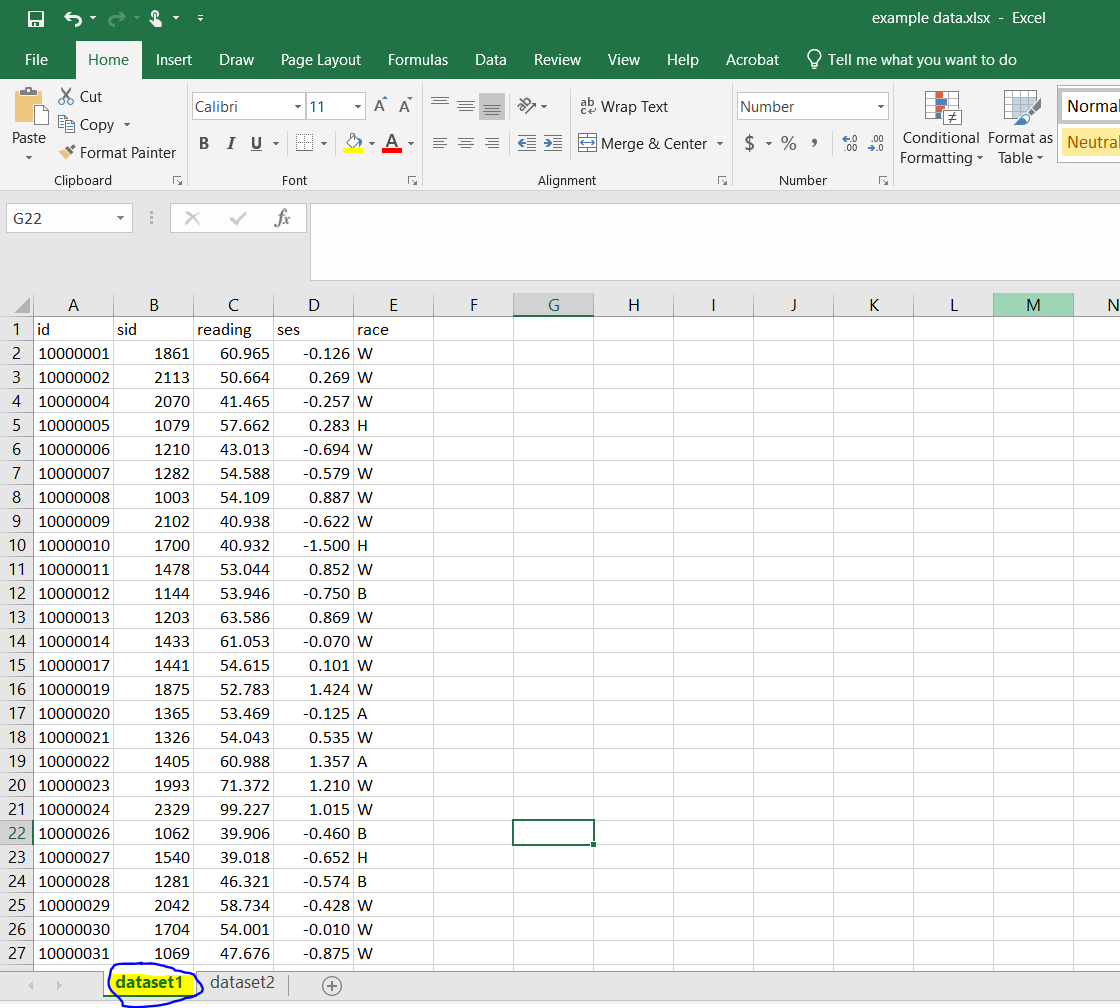 example data.xlsx - Excel
File Home Insert Draw Page Layout Formulas Data Review View Help Acrobat Tell me what you want to do
Paste
Cut
Copy
Format Painter
Clipboard
Calibri 11 A A
B I U A
Font
ab Wrap Text
Merge & Center
Alignment
Number
$ % , .00 .00
Number
Conditional Formatting
Format as Table
Normal
Neutral
G22 fx
A B C D E F G H I J K L M N
1 id sid reading ses race
2 10000001 1861 60.965 -0.126 W
3 10000002 2113 50.664 0.269 W
4 10000004 2070 41.465 -0.257 W
5 10000005 1079 57.662 0.283 H
6 10000006 1210 43.013 -0.694 W
7 10000007 1282 54.588 -0.579 W
8 10000008 1003 54.109 0.887 W
9 10000009 2102 40.938 -0.622 W
10 10000010 1700 40.932 -1.500 H
11 10000011 1478 53.044 0.852 W
12 10000012 1144 53.946 -0.750 B
13 10000013 1203 63.586 0.869 W
14 10000014 1433 61.053 -0.070 W
15 10000017 1441 54.615 0.101 W
16 10000019 1875 52.783 1.424 W
17 10000020 1365 53.469 -0.125 A
18 10000021 1326 54.043 0.535 W
19 10000022 1405 60.988 1.357 A
20 10000023 1993 71.372 1.210 W
21 10000024 2329 99.227 1.015 W
22 10000026 1062 39.906 -0.460 B
23 10000027 1540 39.018 -0.652 H
24 10000028 1281 46.321 -0.574 B
25 10000029 2042 58.734 -0.428 W
26 10000030 1704 54.001 -0.010 W
27 10000031 1069 47.676 -0.875 W
dataset1 dataset2